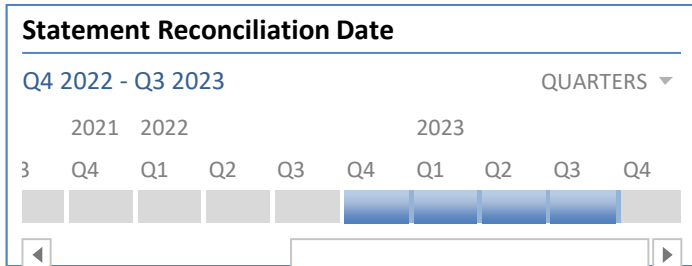 Statement Reconciliation Date
Q4 2022 - Q3 2023 QUARTERS
2021 2022 2023
Q4 Q1 Q2 Q3 Q4 Q1 Q2 Q3 Q4